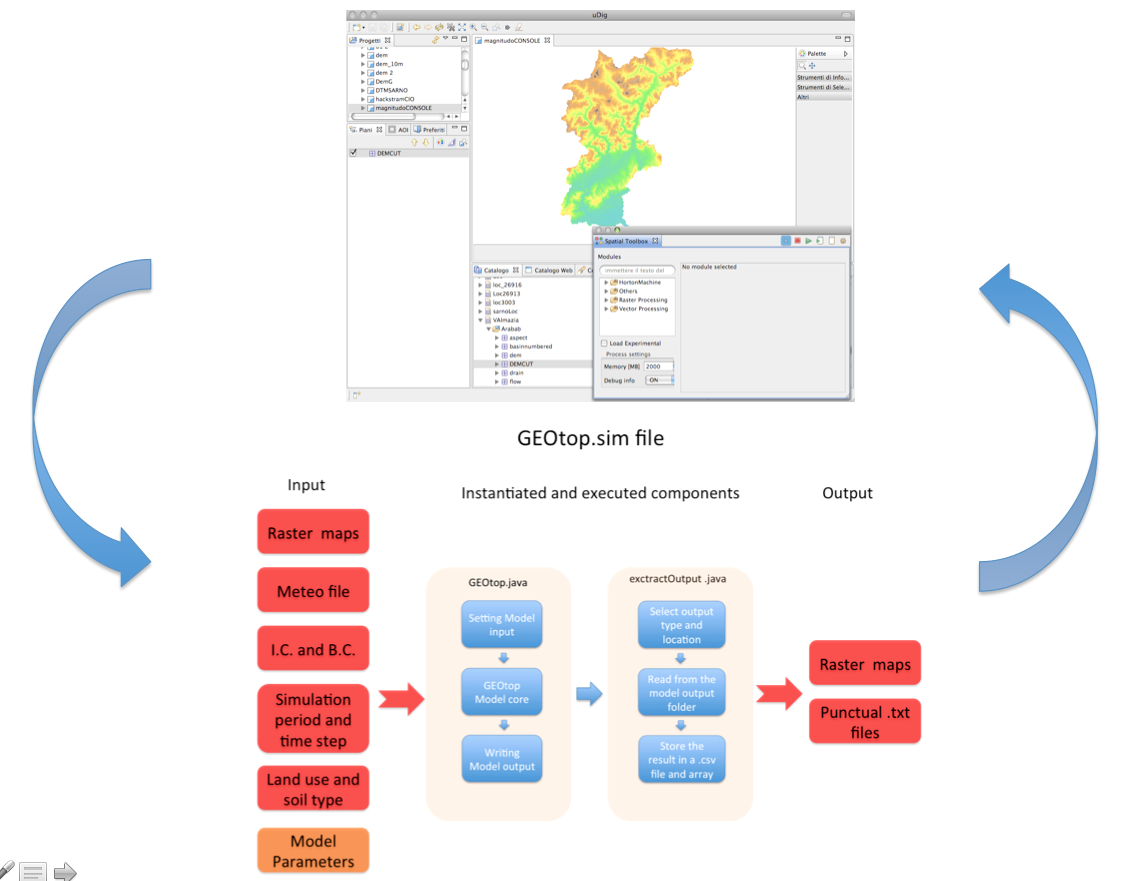 uDig
Progetti
magnitudoCONSOLE
Palette
dem
dem_10m
dem 2
DemG
DTMSARNO
hackstramCIO
magnitudoCONSOLE
Strumenti di Info...
Strumenti di Sele...
Altri
Piani
AOI
Preferiti
DEMCUT
Spatial Toolbox
Modules
immettere il testo del
No module selected
HortonMachine
Others
Raster Processing
Vector Processing
Load Experimental
Process settings
Memory [MB] 2000
Debug info ON
Catalogo
Catalogo Web
loc_26916
Loc26913
loc3003
sarnoLoc
VAlmazia
Arabab
aspect
basinnumbered
dem
DEMCUT
drain
flow
GEOtop.sim file
Input
Instantiated and executed components
Output
Raster maps
Meteo file
I.C. and B.C.
Simulation
period and
time step
Land use and
soil type
Model
Parameters
GEOtop.java
Setting Model
input
GEOtop
Model core
Writing
Model output
exctractOutput .java
Select output
type and
location
Read from the
model output
folder
Store the
result in a .csv
file and array
Raster maps
Punctual .txt
files